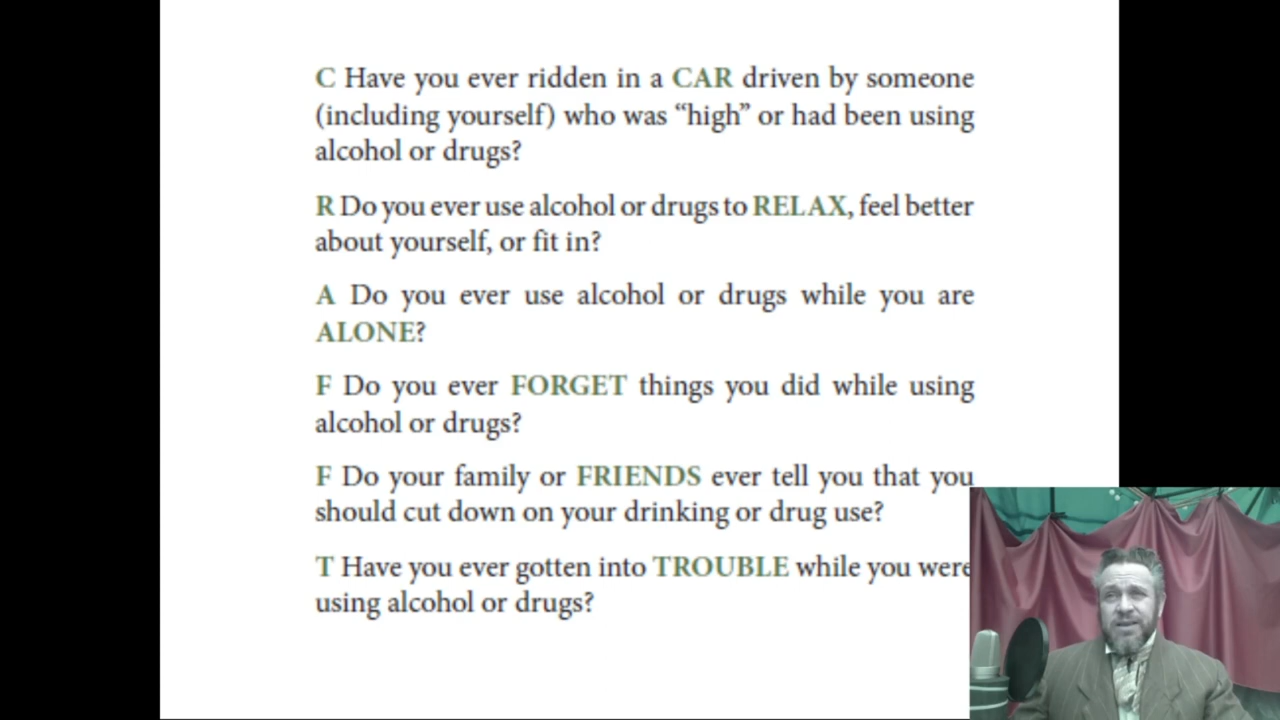 C Have you ever ridden in a CAR driven by someone
(including yourself) who was “high” or had been using
alcohol or drugs?
R Do you ever use alcohol or drugs to RELAX, feel better
about yourself, or fit in?
A Do you ever use alcohol or drugs while you are
ALONE?
F Do you ever FORGET things you did while using
alcohol or drugs?
F Do your family or FRIENDS ever tell you that you
should cut down on your drinking or drug use?
T Have you ever gotten into TROUBLE while you were
using alcohol or drugs?